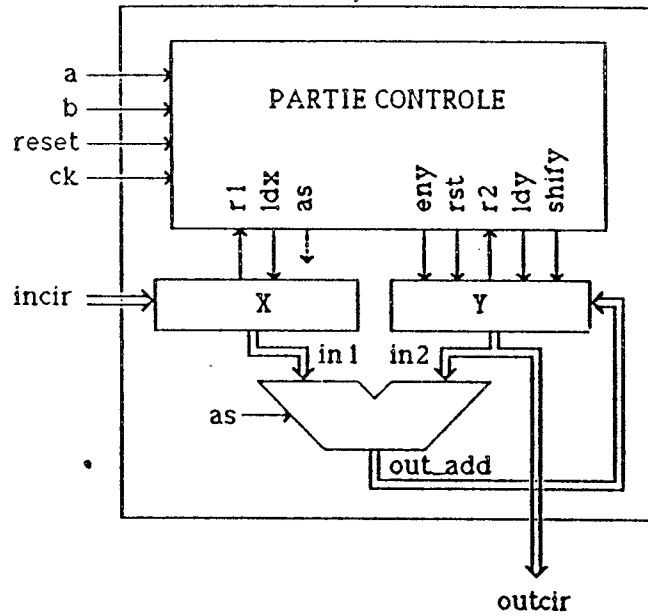 a
PARTIE CONTROLE
b
reset
ck
r1
ldx
as
eny
rst
r2
ldy
shify
incir
X
Y
in1
in2
as
out_add
outcir